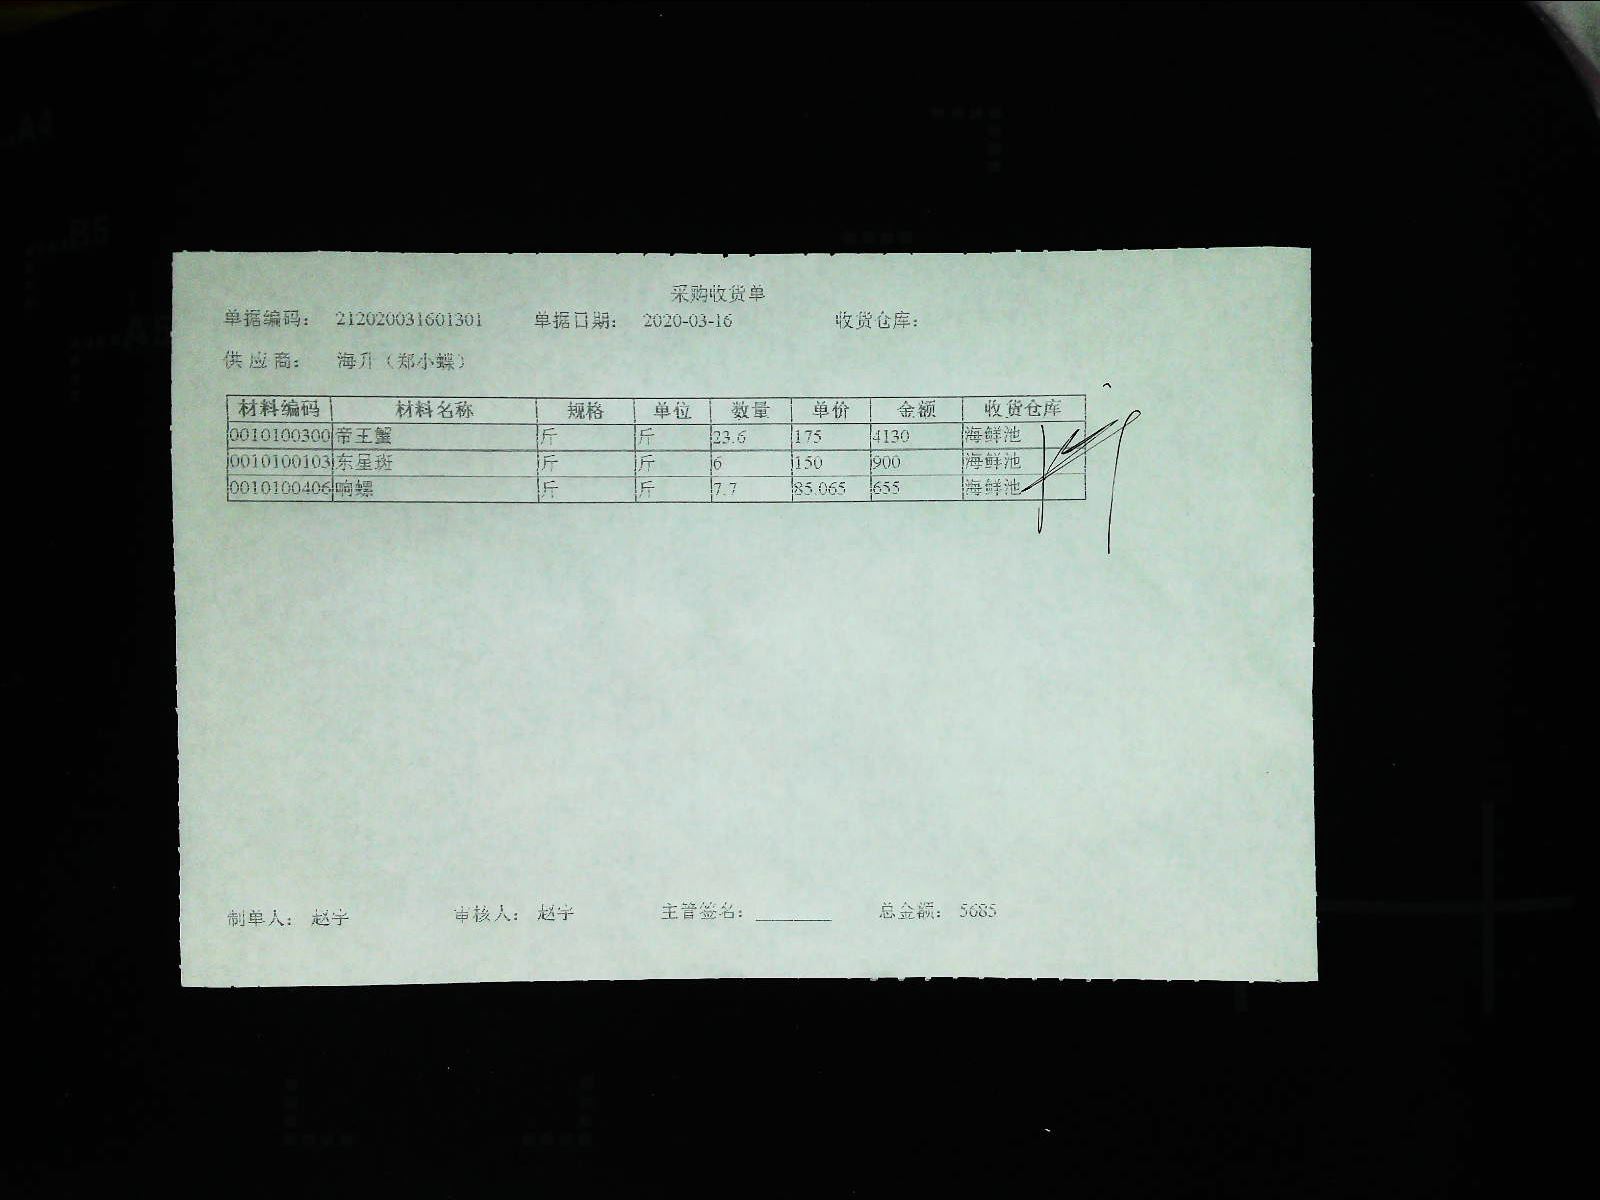 采购收货单
单据编码： 212020031601301 单据日期： 2020-03-16 收货仓库：
供应商： 海升（郑小蝶）
材料编码 材料名称 规格 单位 数量 单价 金额 收货仓库
0010100300 帝王蟹 斤 斤 23.6 175 4130 海鲜池
0010100103 东星斑 斤 斤 6 150 900 海鲜池
0010100406 响螺 斤 斤 7.7 85.065 655 海鲜池
制单人： 赵宇 审核人： 赵宇 主管签名： 总金额： 5685